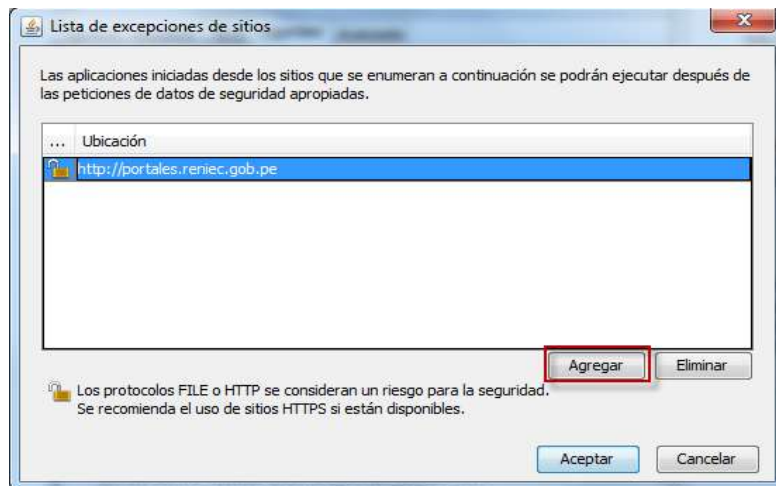 Lista de excepciones de sitios
Las aplicaciones iniciadas desde los sitios que se enumeran a continuación se podrán ejecutar después de
las peticiones de datos de seguridad apropiadas.
... Ubicación
http://portales.reniec.gob.pe
Agregar Eliminar
Los protocolos FILE o HTTP se consideran un riesgo para la seguridad.
Se recomienda el uso de sitios HTTPS si están disponibles.
Aceptar Cancelar